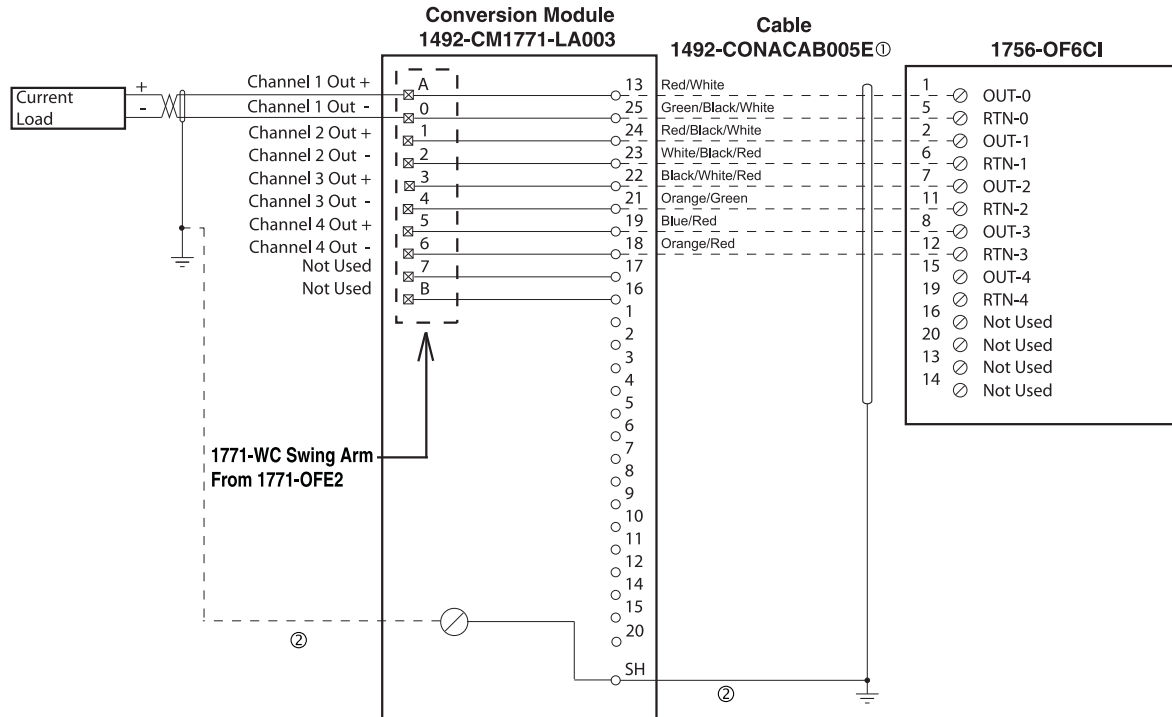 Conversion Module
1492-CM1771-LA003
Cable
1492-CONACAB005E①
1756-OF6CI
Current
Load
+
-
Channel 1 Out +
Channel 1 Out -
Channel 2 Out +
Channel 2 Out -
Channel 3 Out +
Channel 3 Out -
Channel 4 Out +
Channel 4 Out -
Not Used
Not Used
A
0
1
2
3
4
5
6
7
B
13
25
24
23
22
21
19
18
17
16
1
2
3
4
5
6
7
8
9
10
11
12
14
15
20
SH
Red/White
Green/Black/White
Red/Black/White
White/Black/Red
Black/White/Red
Orange/Green
Blue/Red
Orange/Red
1 OUT-0
5 RTN-0
2 OUT-1
6 RTN-1
7 OUT-2
11 RTN-2
8 OUT-3
12 RTN-3
15 OUT-4
19 RTN-4
16 Not Used
20 Not Used
13 Not Used
14 Not Used
1771-WC Swing Arm
From 1771-OFE2
②
②